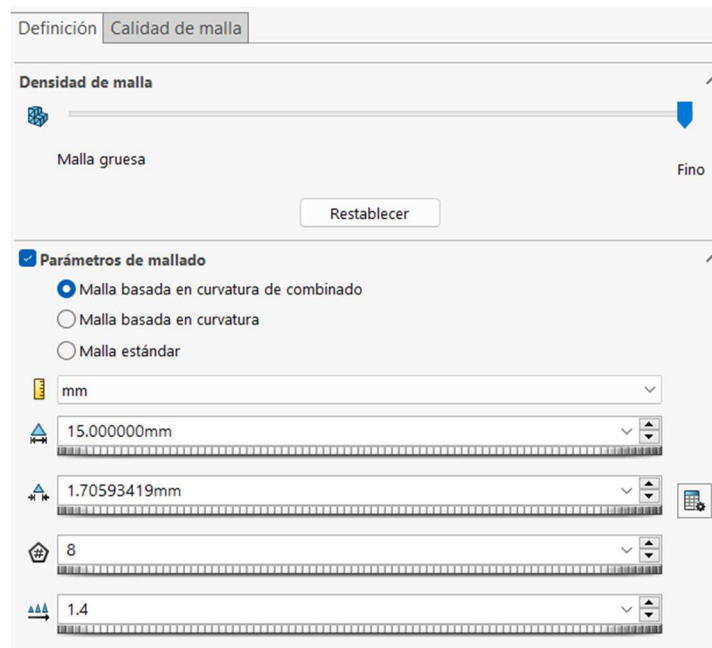 Definición Calidad de malla
Densidad de malla
Malla gruesa
Fino
Restablecer
Parámetros de mallado
Malla basada en curvatura de combinado
Malla basada en curvatura
Malla estándar
mm
15.000000mm
1.70593419mm
8
1.4